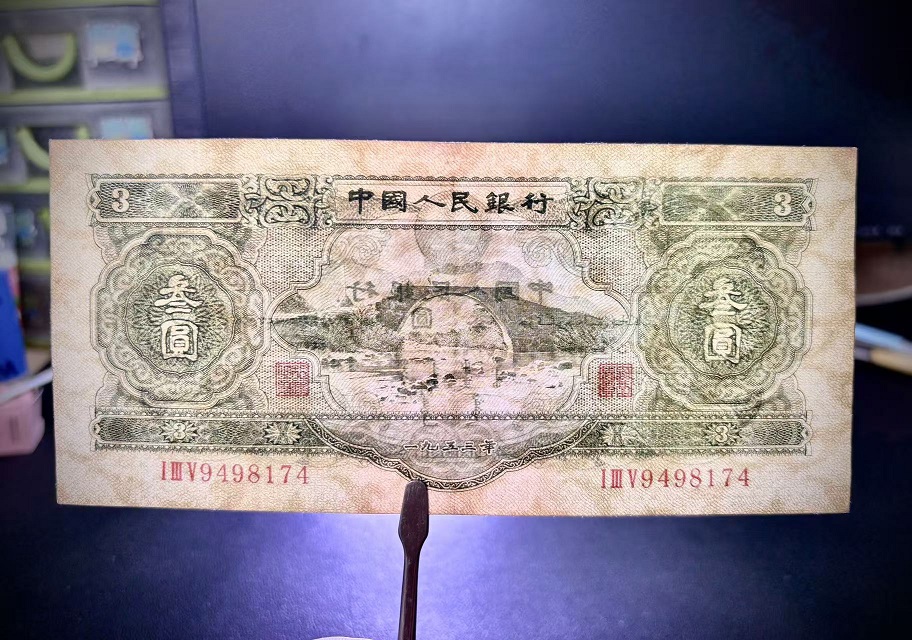 3 中國人民銀行 3
叁圓 叁圓
3 一九五三年 3
ⅠⅢⅤ9498174 ⅠⅢⅤ9498174